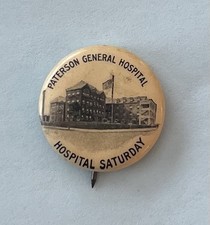 PATERSON GENERAL HOSPITAL
HOSPITAL SATURDAY